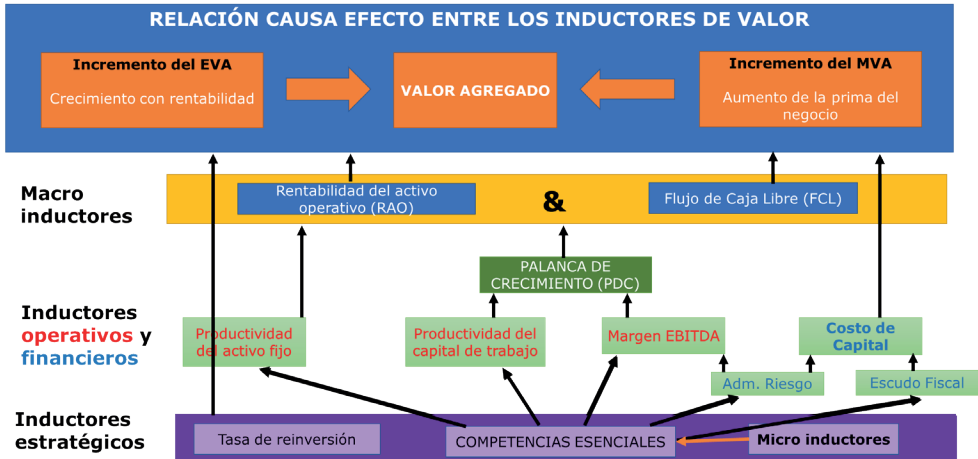 RELACIÓN CAUSA EFECTO ENTRE LOS INDUCTORES DE VALOR
Incremento del EVA
Crecimiento con rentabilidad
VALOR AGREGADO
Incremento del MVA
Aumento de la prima del
negocio
Macro
inductores
Rentabilidad del activo
operativo (RAO)
&
Flujo de Caja Libre (FCL)
PALANCA DE
CRECIMIENTO (PDC)
Inductores
operativos y
financieros
Productividad
del activo fijo
Productividad del
capital de trabajo
Margen EBITDA
Costo de
Capital
Adm. Riesgo
Escudo Fiscal
Inductores
estratégicos
Tasa de reinversión
COMPETENCIAS ESENCIALES
Micro inductores